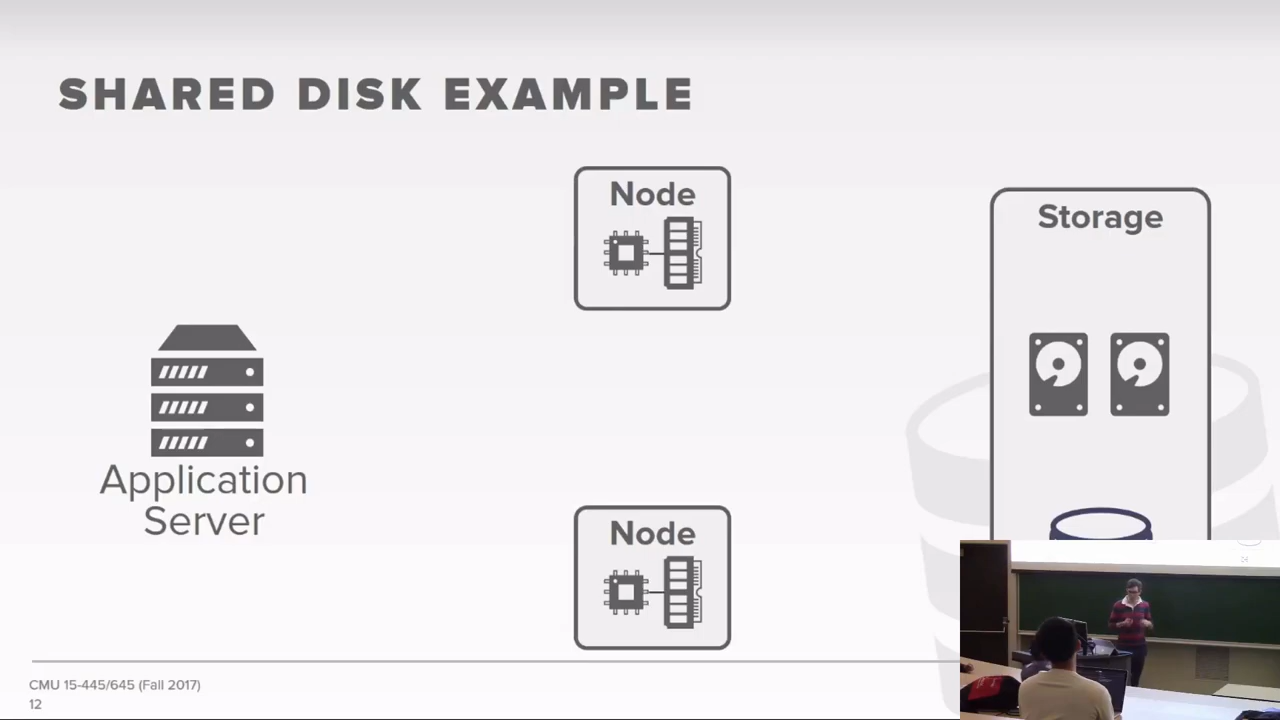 SHARED DISK EXAMPLE
Node
Storage
Application
Server
Node
CMU 15-445/645 (Fall 2017)
12